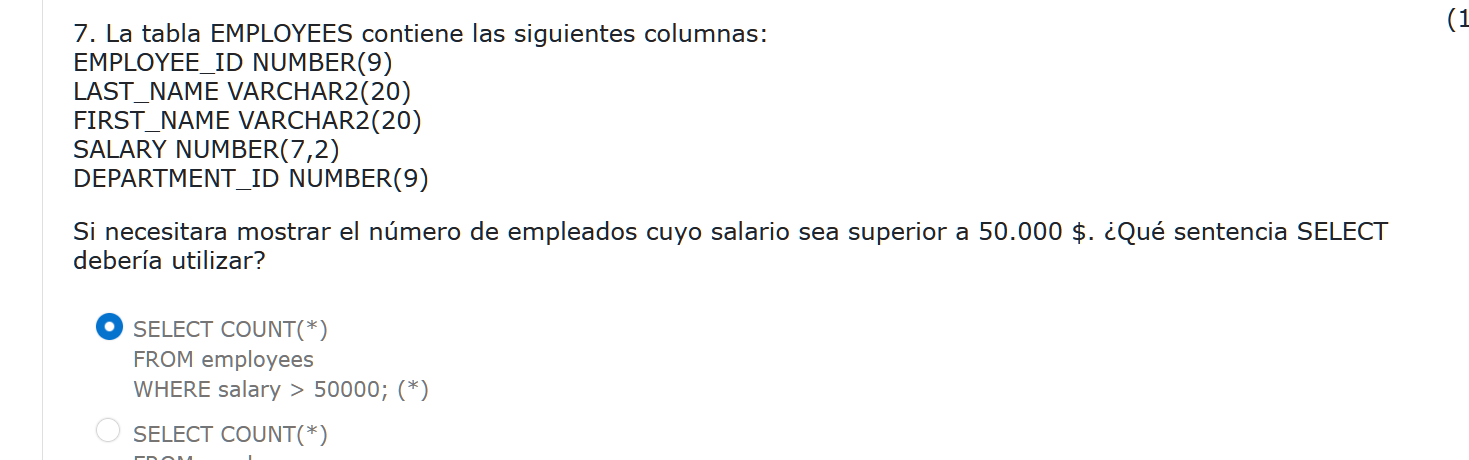 (1
7. La tabla EMPLOYEES contiene las siguientes columnas:
EMPLOYEE_ID NUMBER(9)
LAST_NAME VARCHAR2(20)
FIRST_NAME VARCHAR2(20)
SALARY NUMBER(7,2)
DEPARTMENT_ID NUMBER(9)
Si necesitara mostrar el número de empleados cuyo salario sea superior a 50.000 $. ¿Qué sentencia SELECT
debería utilizar?
SELECT COUNT(*)
FROM employees
WHERE salary > 50000; (*)
SELECT COUNT(*)